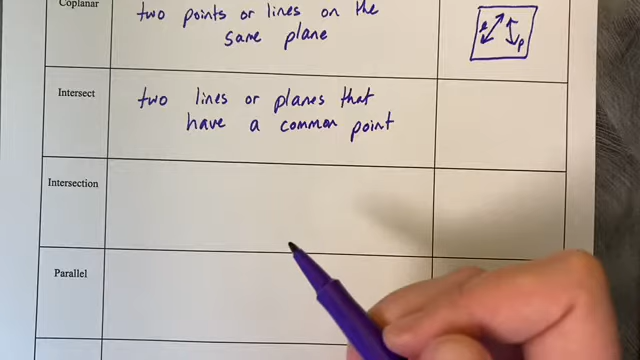 Coplanar
two points or lines on the
same plane
l
p
Intersect
two lines or planes that
have a common point
Intersection
Parallel